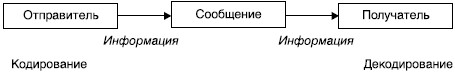 Отправитель Сообщение Получатель
Информация Информация
Кодирование Декодирование